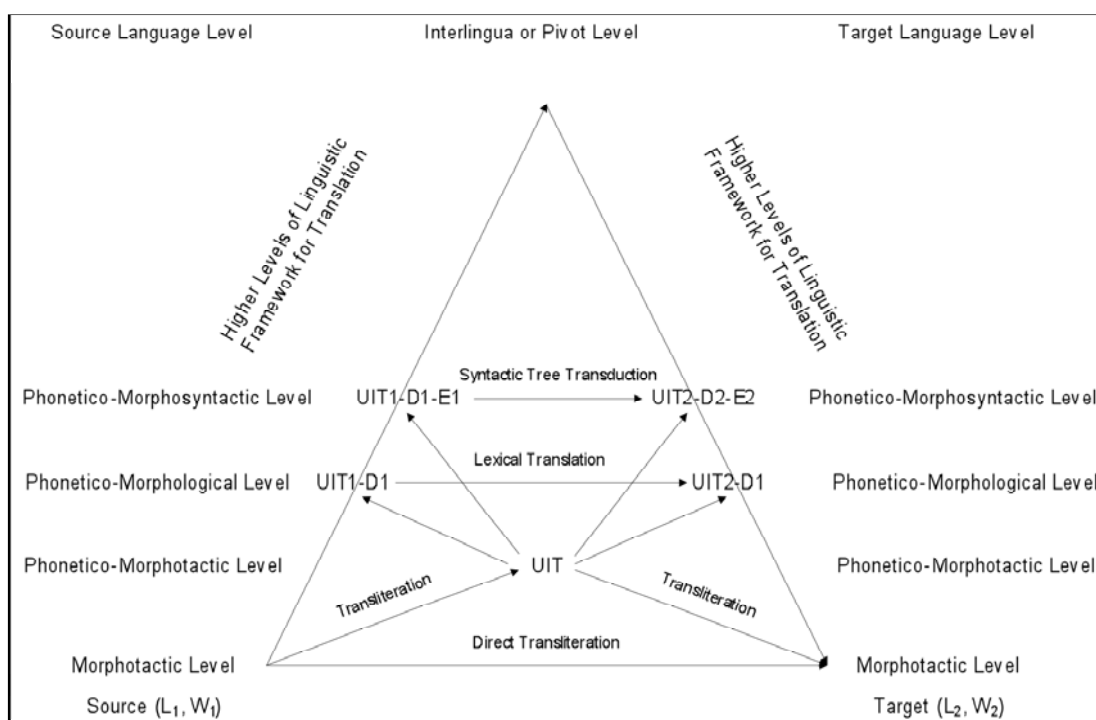 Source Language Level
Interlingua or Pivot Level
Target Language Level
Higher Levels of Linguistic
Framework for Translation
Higher Levels of Linguistic
Framework for Translation
Syntactic Tree Transduction
Phonetico-Morphosyntactic Level
UIT1-D1-E1
UIT2-D2-E2
Phonetico-Morphosyntactic Level
Lexical Translation
Phonetico-Morphological Level
UIT1-D1
UIT2-D1
Phonetico-Morphological Level
Phonetico-Morphotactic Level
UIT
Phonetico-Morphotactic Level
Transliteration
Transliteration
Direct Transliteration
Morphotactic Level
Morphotactic Level
Source (L₁, W₁)
Target (L₂, W₂)